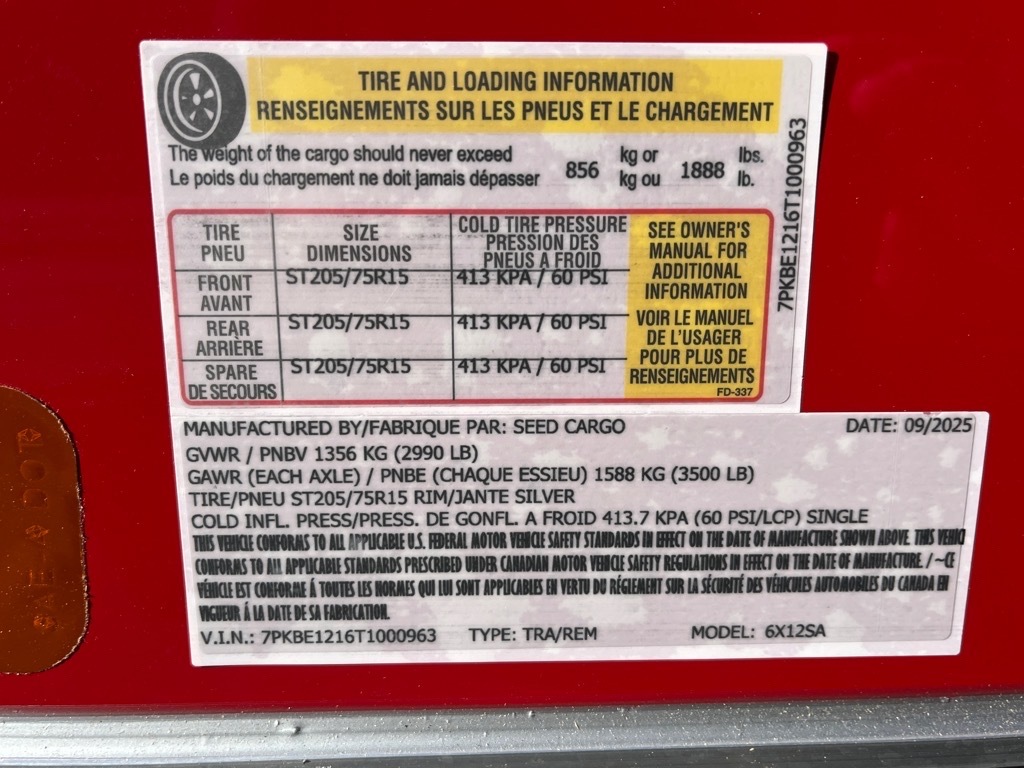 TIRE AND LOADING INFORMATION
RENSEIGNEMENTS SUR LES PNEUS ET LE CHARGEMENT
The weight of the cargo should never exceed 856 kg or 1888 lbs.
Le poids du chargement ne doit jamais dépasser kg ou lb.
TIRE PNEU
SIZE DIMENSIONS
COLD TIRE PRESSURE
PRESSION DES
PNEUS A FROID
FRONT AVANT ST205/75R15 413 KPA / 60 PSI
REAR ARRIÈRE ST205/75R15 413 KPA / 60 PSI
SPARE DE SECOURS ST205/75R15 413 KPA / 60 PSI
SEE OWNER'S
MANUAL FOR
ADDITIONAL
INFORMATION
VOIR LE MANUEL
DE L'USAGER
POUR PLUS DE
RENSEIGNEMENTS
FD-337
7PKBE1216T1000963
MANUFACTURED BY/FABRIQUE PAR: SEED CARGO DATE: 09/2025
GVWR / PNBV 1356 KG (2990 LB)
GAWR (EACH AXLE) / PNBE (CHAQUE ESSIEU) 1588 KG (3500 LB)
TIRE/PNEU ST205/75R15 RIM/JANTE SILVER
COLD INFL. PRESS/PRESS. DE GONFL. A FROID 413.7 KPA (60 PSI/LCP) SINGLE
THIS VEHICLE CONFORMS TO ALL APPLICABLE U.S. FEDERAL MOTOR VEHICLE SAFETY STANDARDS IN EFFECT ON THE DATE OF MANUFACTURE SHOWN ABOVE. THIS VEHIC
CONFORMS TO ALL APPLICABLE STANDARDS PRESCRIBED UNDER CANADIAN MOTOR VEHICLE SAFETY REGULATIONS IN EFFECT ON THE DATE OF MANUFACTURE. / ~CE
VÉHICULE EST CONFORME Á TOUTES LES NORMES QUI LUI SONT APPLICABLES EN VERTU DU RÉGIEMENT SUR LA SÉCURITÉ DES VÉHICULES AUTOMOBILES DU CANADA EN
VIGUEUR Á LA DATE DE SA FABRICATION.
V.I.N.: 7PKBE1216T1000963 TYPE: TRA/REM MODEL: 6X12SA